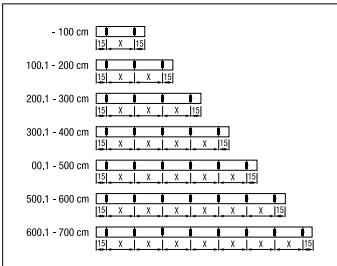 - 100 cm
15 X 15
100.1 - 200 cm
15 X X 15
200.1 - 300 cm
15 X X X 15
300.1 - 400 cm
15 X X X X 15
00.1 - 500 cm
15 X X X X X 15
500.1 - 600 cm
15 X X X X X X 15
600.1 - 700 cm
15 X X X X X X X 15